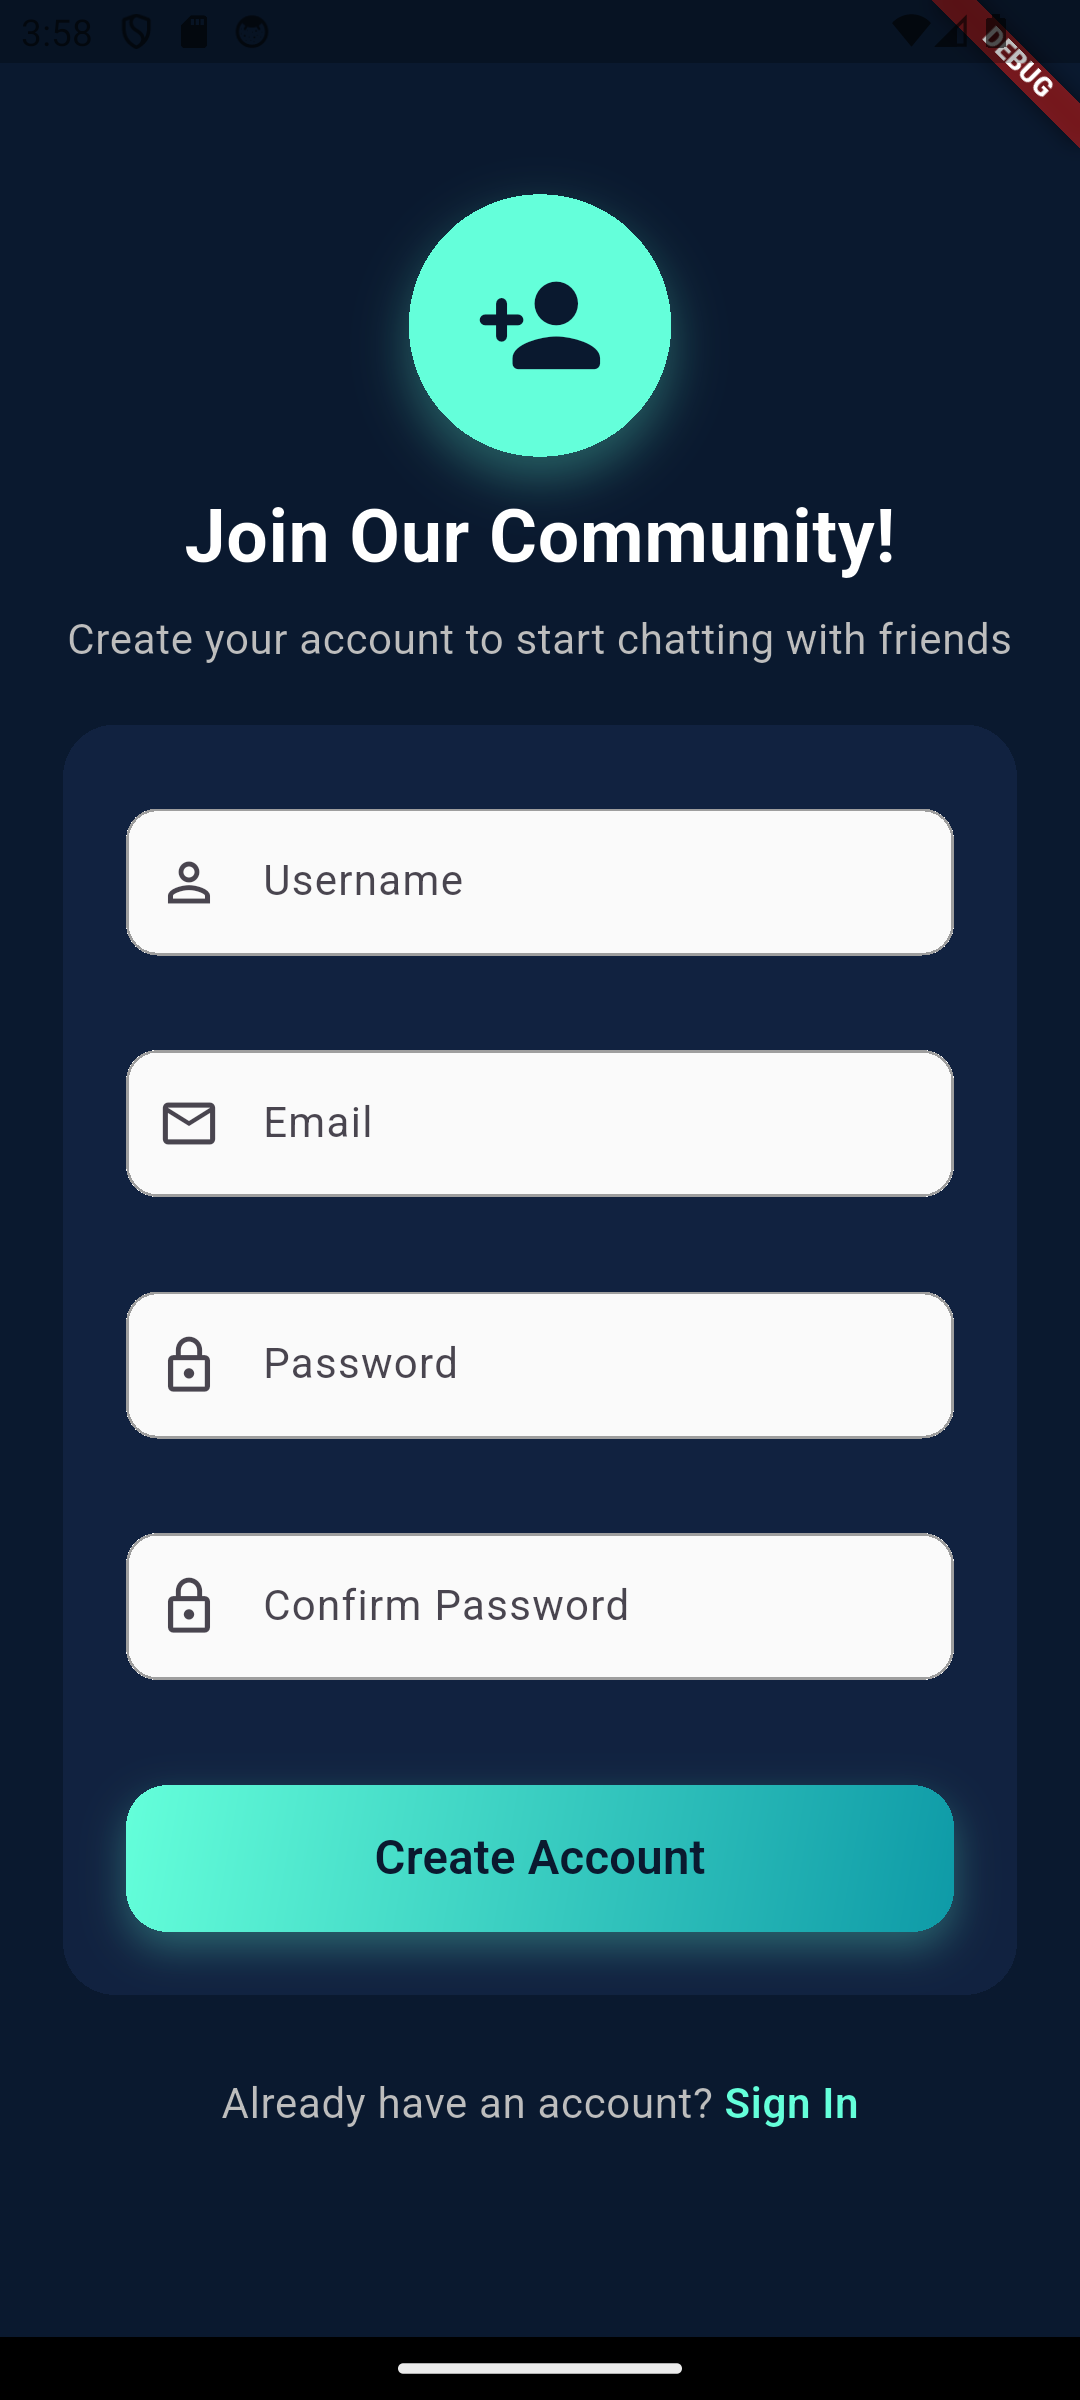 3:58
DEBUG
Join Our Community!
Create your account to start chatting with friends
Username
Email
Password
Confirm Password
Create Account
Already have an account? Sign In